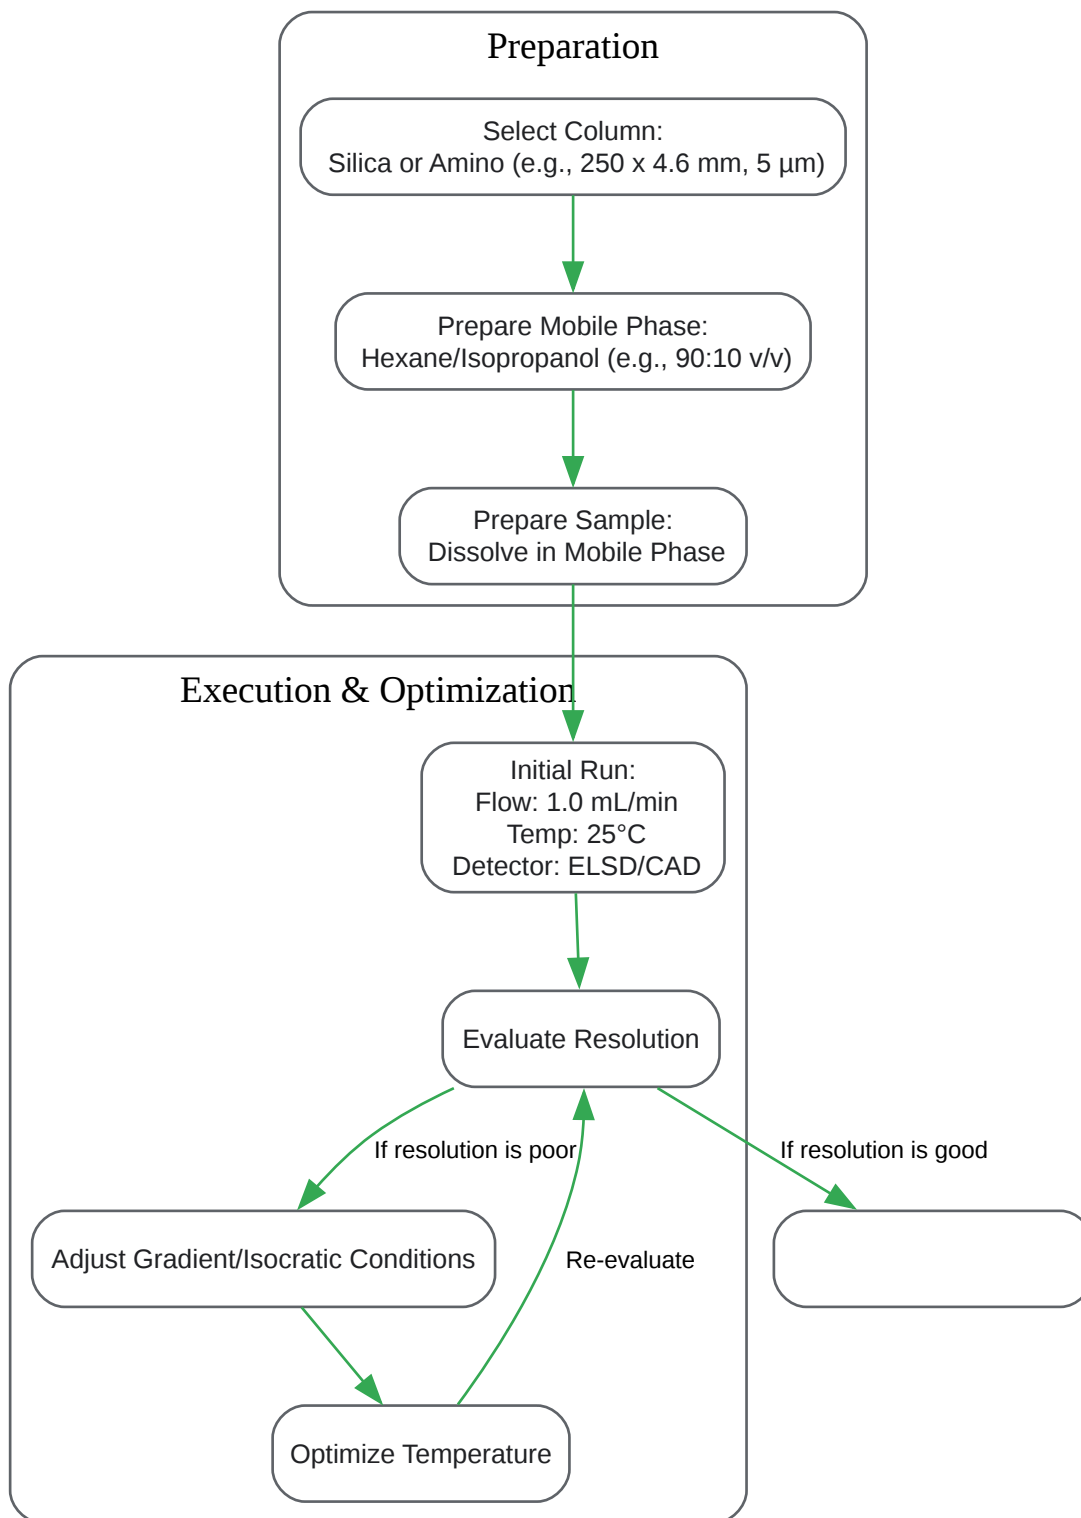 Preparation
Select Column:
Silica or Amino (e.g., 250 x 4.6 mm, 5 µm)
Prepare Mobile Phase:
Hexane/Isopropanol (e.g., 90:10 v/v)
Prepare Sample:
Dissolve in Mobile Phase
Execution & Optimization
Initial Run:
Flow: 1.0 mL/min
Temp: 25°C
Detector: ELSD/CAD
Evaluate Resolution
If resolution is poor
If resolution is good
Adjust Gradient/Isocratic Conditions
Re-evaluate
Optimize Temperature